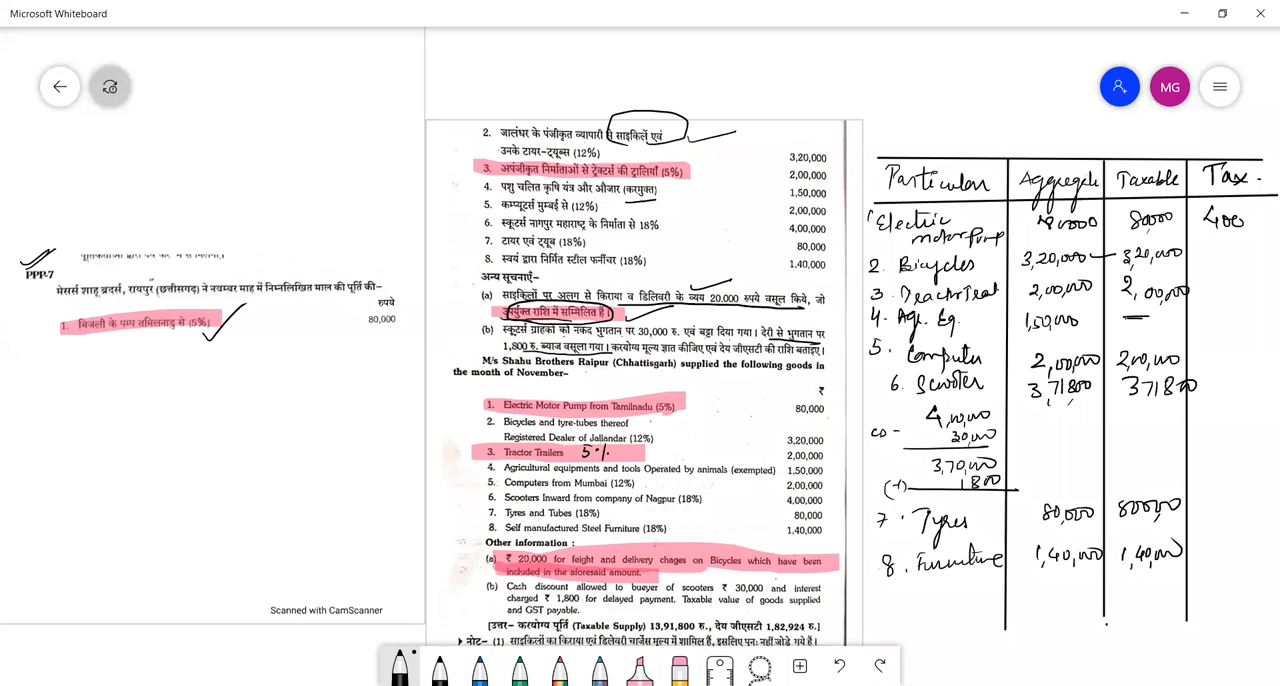 Microsoft Whiteboard
MG
PPP-7
मेसर्स शाहू ब्रदर्स, रायपुर (छत्तीसगढ़) ने नवम्बर माह में निम्नलिखित माल की पूर्ति की-
रुपये
1. बिजली के पम्प तमिलनाडु से (5%) 80,000
Scanned with CamScanner
2. जालंधर के पंजीकृत व्यापारी से साइकिलें एवं
उनके टायर-ट्यूब्स (12%) 3,20,000
3. अपंजीकृत निर्माताओं से ट्रेक्टर्स की ट्रालियाँ (5%) 2,00,000
4. पशु चलित कृषि यंत्र और औजार (करमुक्त) 1,50,000
5. कम्प्यूटर्स मुम्बई से (12%) 2,00,000
6. स्कूटर्स नागपुर महाराष्ट्र के निर्माता से 18% 4,00,000
7. टायर एवं ट्यूब (18%) 80,000
8. स्वयं द्वारा निर्मित स्टील फर्नीचर (18%) 1,40,000
अन्य सूचनाएँ-
(a) साइकिलों पर अलग से किराया व डिलिवरी के व्यय 20,000 रुपये वसूल किये, जो
उपर्युक्त राशि में सम्मिलित है।
(b) स्कूटर्स ग्राहकों को नकद भुगतान पर 30,000 रु. एवं बट्टा दिया गया। देरी से भुगतान पर
1,800 रु. ब्याज वसूला गया। करयोग्य मूल्य ज्ञात कीजिए एवं देय जीएसटी की राशि बताइए।
M/s Shahu Brothers Raipur (Chhattisgarh) supplied the following goods in
the month of November–
₹
1. Electric Motor Pump from Tamilnadu (5%) 80,000
2. Bicycles and tyre-tubes thereof
Registered Dealer of Jallandar (12%) 3,20,000
3. Tractor Trailers 5% 2,00,000
4. Agricultural equipments and tools Operated by animals (exempted) 1,50,000
5. Computers from Mumbai (12%) 2,00,000
6. Scooters Inward from company of Nagpur (18%) 4,00,000
7. Tyres and Tubes (18%) 80,000
8. Self manufactured Steel Furniture (18%) 1,40,000
Other information :
(a) ₹ 20,000 for feight and delivery chages on Bicycles which have been
included in the aforesaid amount.
(b) Cash discount allowed to bueyer of scooters ₹ 30,000 and interest
charged ₹ 1,800 for delayed payment. Taxable value of goods supplied
and GST payable.
[उत्तर– करयोग्य पूर्ति (Taxable Supply) 13,91,800 रु., देय जीएसटी 1,82,924 रु.]
नोट- (1) साइकिलों का किराया एवं डिलेवरी चार्जेस मूल्य में शामिल हैं, इसलिए पुनः नहीं जोड़े गये हैं।
Particular Aggregate Taxable Tax.
1 Electric motor Pump 80000 80,000 400
2. Bicycles 3,20,000 3,20,000
3 2,00,000 2,00,000
4. Agr. Eq. 1,50,000 —
5. Computer 2,00,000 2,00,000
6. Scooter 3,71800 371800
4,00,000
CD - 30,000
3,70,000
(+) 1800
7. Tyres 80,000 80000
8. Furniture 1,40,000 1,40,000